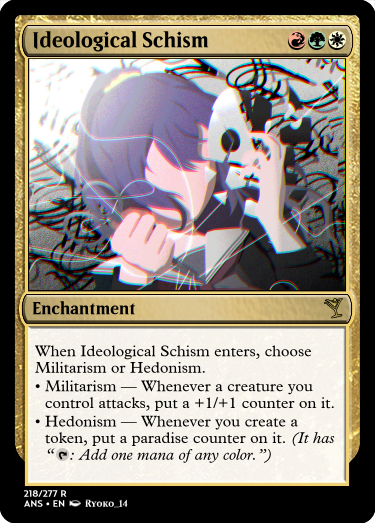 Ideological Schism
Enchantment
When Ideological Schism enters, choose
Militarism or Hedonism.
• Militarism — Whenever a creature you
control attacks, put a +1/+1 counter on it.
• Hedonism — Whenever you create a
token, put a paradise counter on it. (It has
“: Add one mana of any color.”)
218/277 R
ANS • EN Ryoko_14